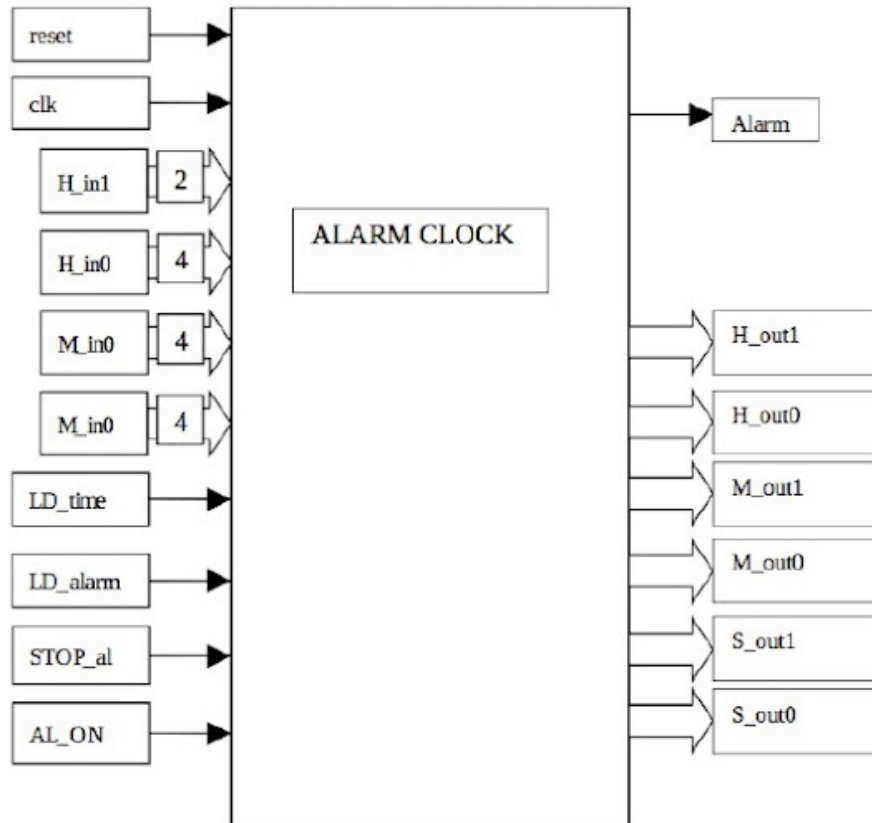 reset
clk
H_in1
2
H_in0
4
M_in0
4
M_in0
4
LD_time
LD_alarm
STOP_al
AL_ON
ALARM CLOCK
Alarm
H_out1
H_out0
M_out1
M_out0
S_out1
S_out0